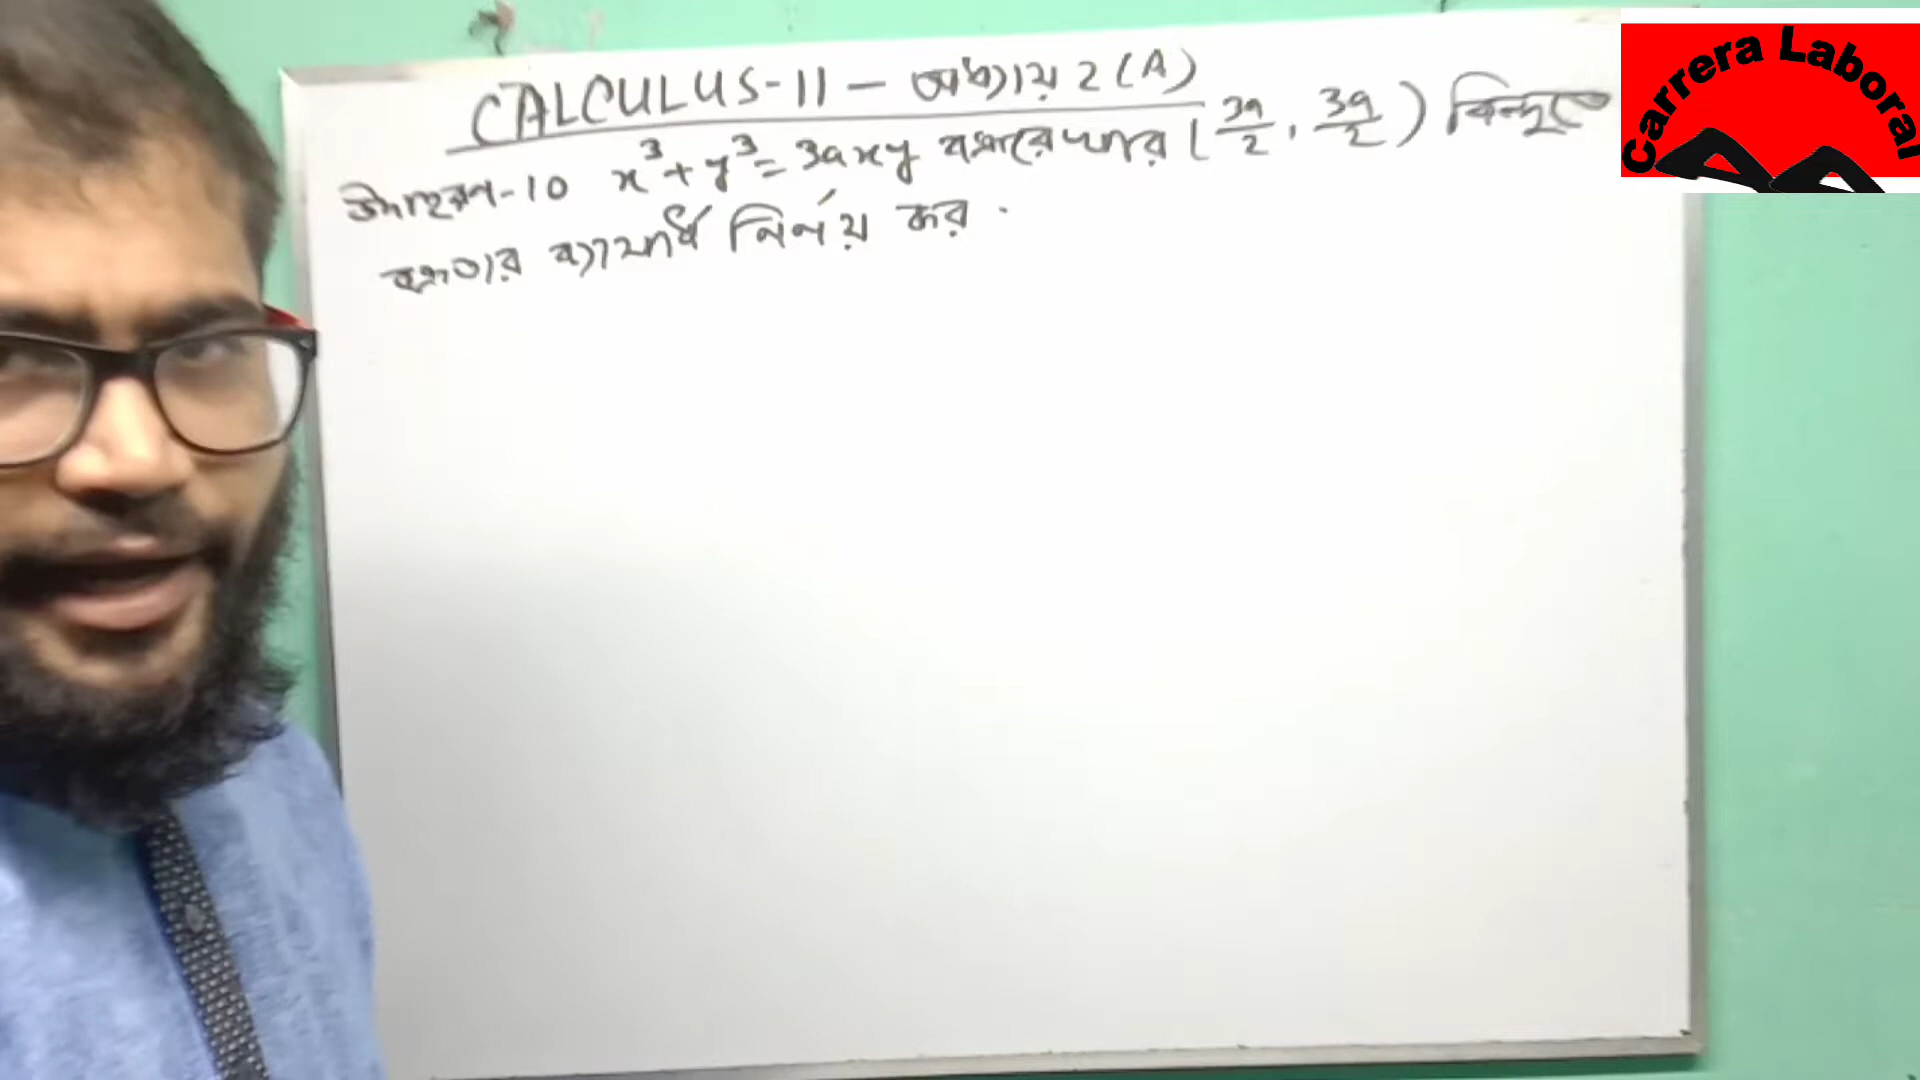 CALCULUS-II – অধ্যায় 2 (A)
উদাহরণ-10 x³ + y³ = 3axy বক্ররেখার (3a/2, 3a/2) বিন্দুতে
বক্রতার ব্যাসার্ধ নির্ণয় কর.
Carrera Laboral